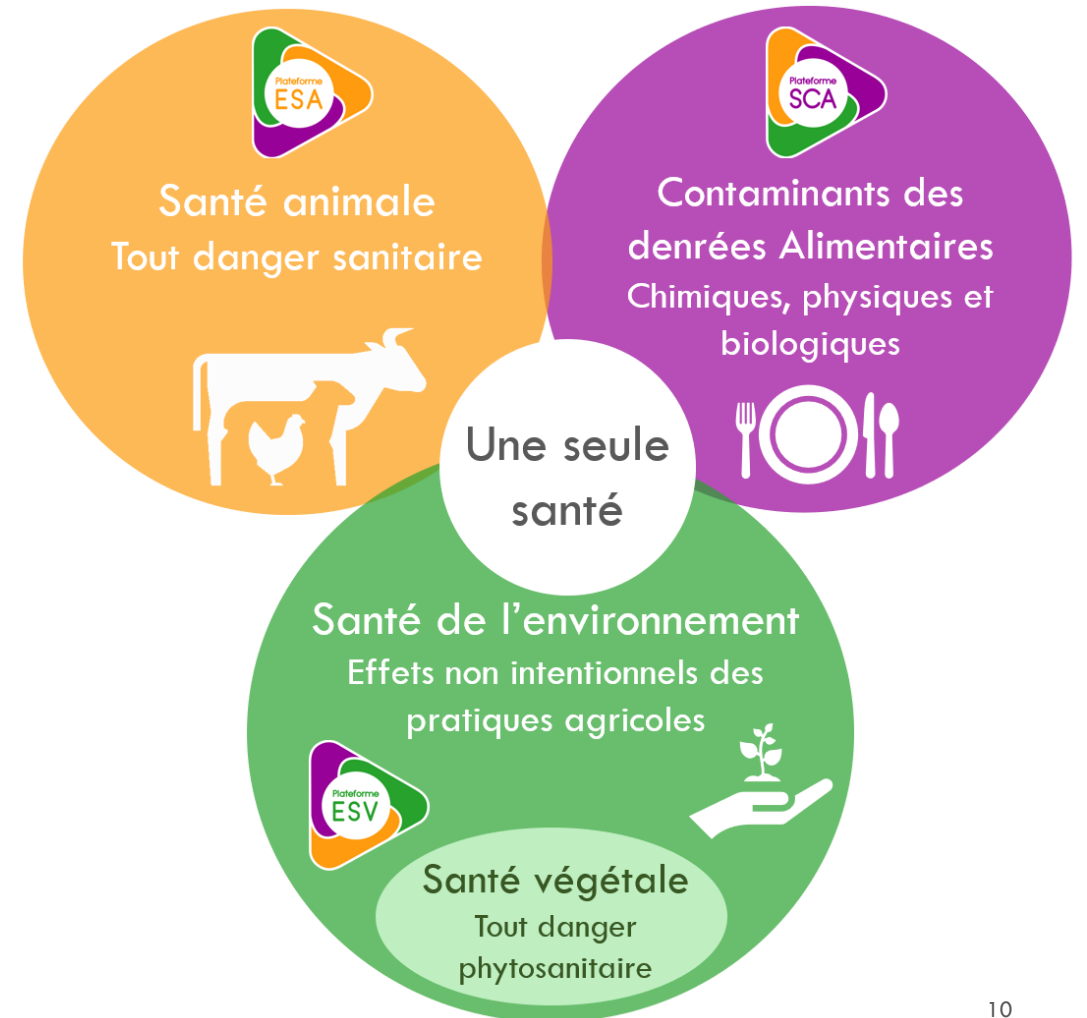 Plateforme
ESA
Santé animale
Tout danger sanitaire
Plateforme
SCA
Contaminants des
denrées Alimentaires
Chimiques, physiques et
biologiques
Une seule
santé
Santé de l’environnement
Effets non intentionnels des
pratiques agricoles
Plateforme
ESV
Santé végétale
Tout danger
phytosanitaire
10